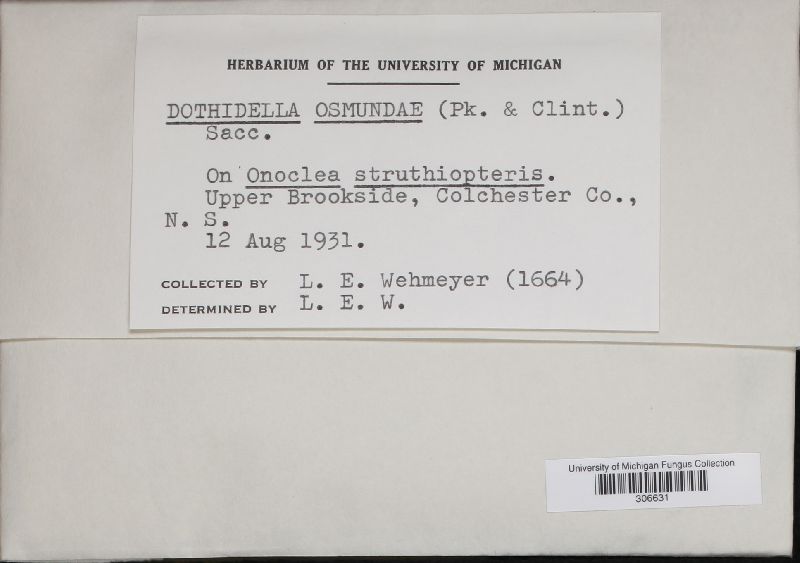 HERBARIUM OF THE UNIVERSITY OF MICHIGAN
DOTHIDELLA OSMUNDAE (Pk. & Clint.)
Sacc.
On Onoclea struthiopteris.
Upper Brookside, Colchester Co.,
N. S.
12 Aug 1931.
COLLECTED BY L. E. Wehmeyer (1664)
DETERMINED BY L. E. W.
University of Michigan Fungus Collection
306631